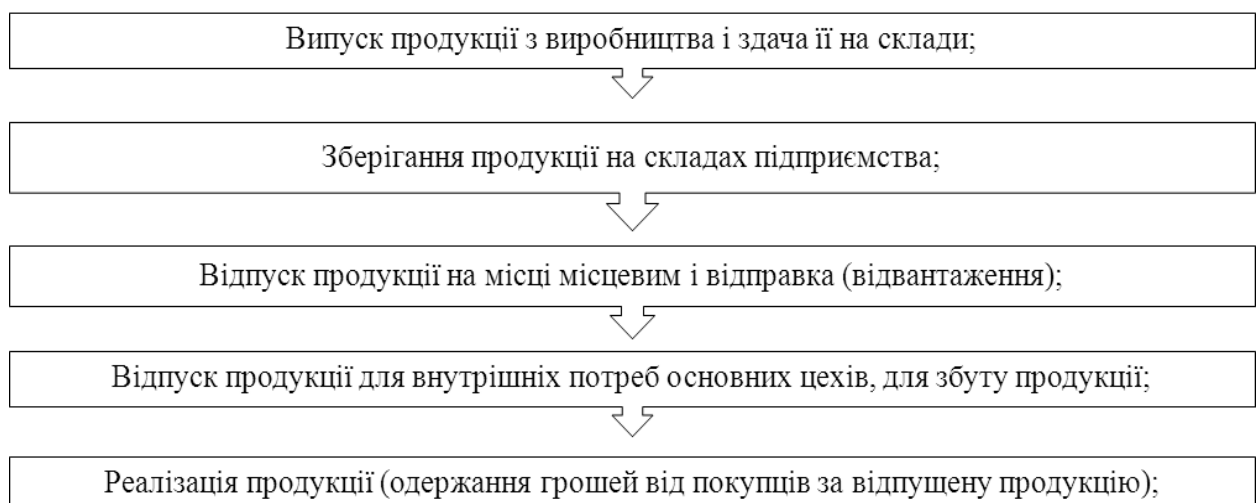 Випуск продукції з виробництва і здача її на склади;
Зберігання продукції на складах підприємства;
Відпуск продукції на місці місцевим і відправка (відвантаження);
Відпуск продукції для внутрішніх потреб основних цехів, для збуту продукції;
Реалізація продукції (одержання грошей від покупців за відпущену продукцію);